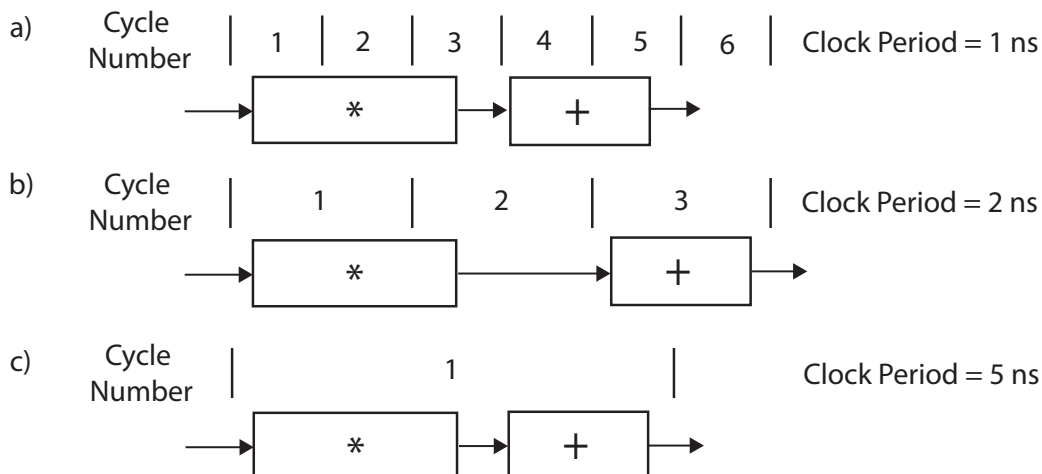 a) Cycle Number 1 2 3 4 5 6 Clock Period = 1 ns
* +
b) Cycle Number 1 2 3 Clock Period = 2 ns
* +
c) Cycle Number 1 Clock Period = 5 ns
* +